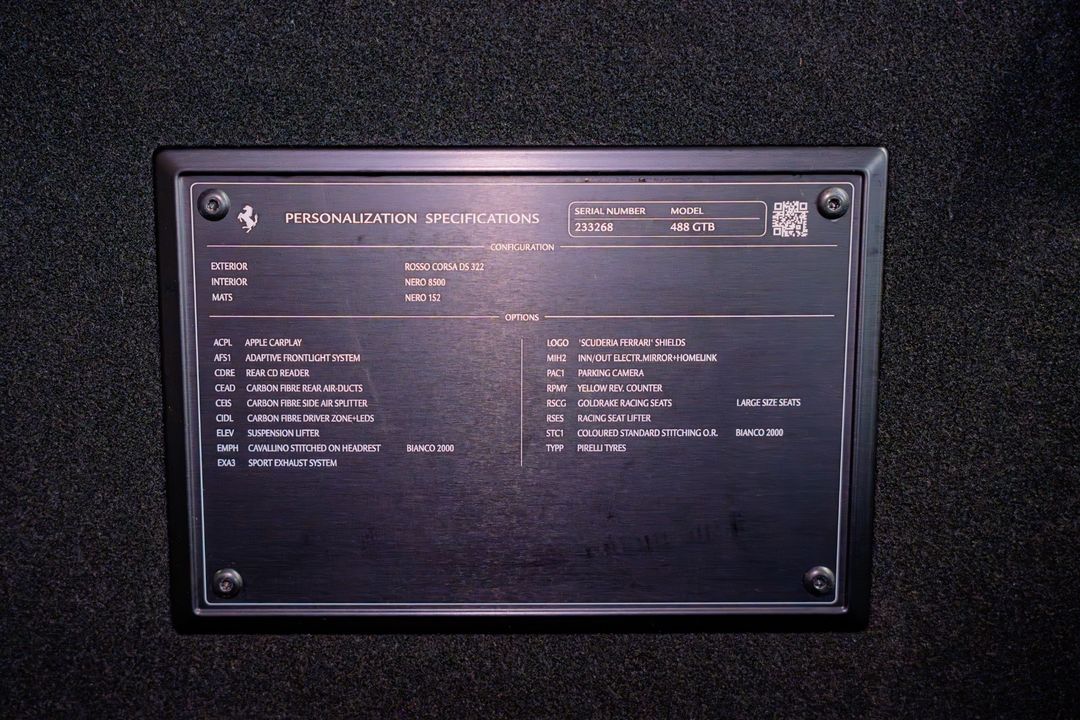 PERSONALIZATION SPECIFICATIONS
SERIAL NUMBER MODEL
233268 488 GTB
CONFIGURATION
EXTERIOR ROSSO CORSA DS 322
INTERIOR NERO 8500
MATS NERO 152
OPTIONS
ACPL APPLE CARPLAY
AFS1 ADAPTIVE FRONTLIGHT SYSTEM
CDRE REAR CD READER
CEAD CARBON FIBRE REAR AIR-DUCTS
CEIS CARBON FIBRE SIDE AIR SPLITTER
CIDL CARBON FIBRE DRIVER ZONE+LEDS
ELEV SUSPENSION LIFTER
EMPH CAVALLINO STITCHED ON HEADREST BIANCO 2000
EXA3 SPORT EXHAUST SYSTEM
LOGO 'SCUDERIA FERRARI' SHIELDS
MIH2 INN/OUT ELECTR.MIRROR+HOMELINK
PAC1 PARKING CAMERA
RPMY YELLOW REV. COUNTER
RSCG GOLDRAKE RACING SEATS LARGE SIZE SEATS
RSES RACING SEAT LIFTER
STC1 COLOURED STANDARD STITCHING O.R. BIANCO 2000
TYPP PIRELLI TYRES